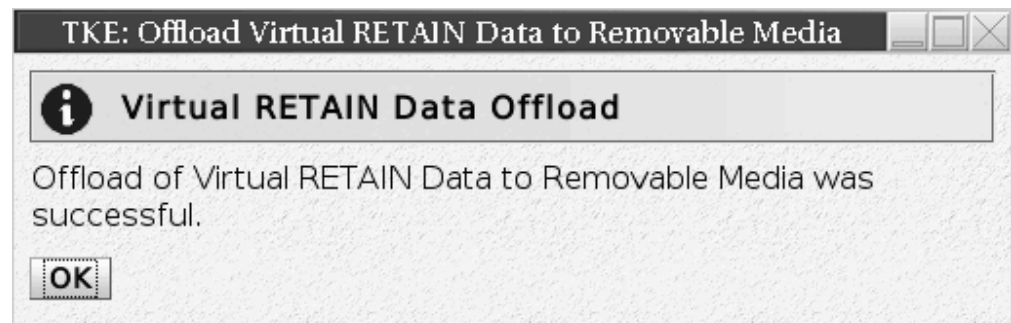 TKE: Offload Virtual RETAIN Data to Removable Media
Virtual RETAIN Data Offload
Offload of Virtual RETAIN Data to Removable Media was
successful.
OK